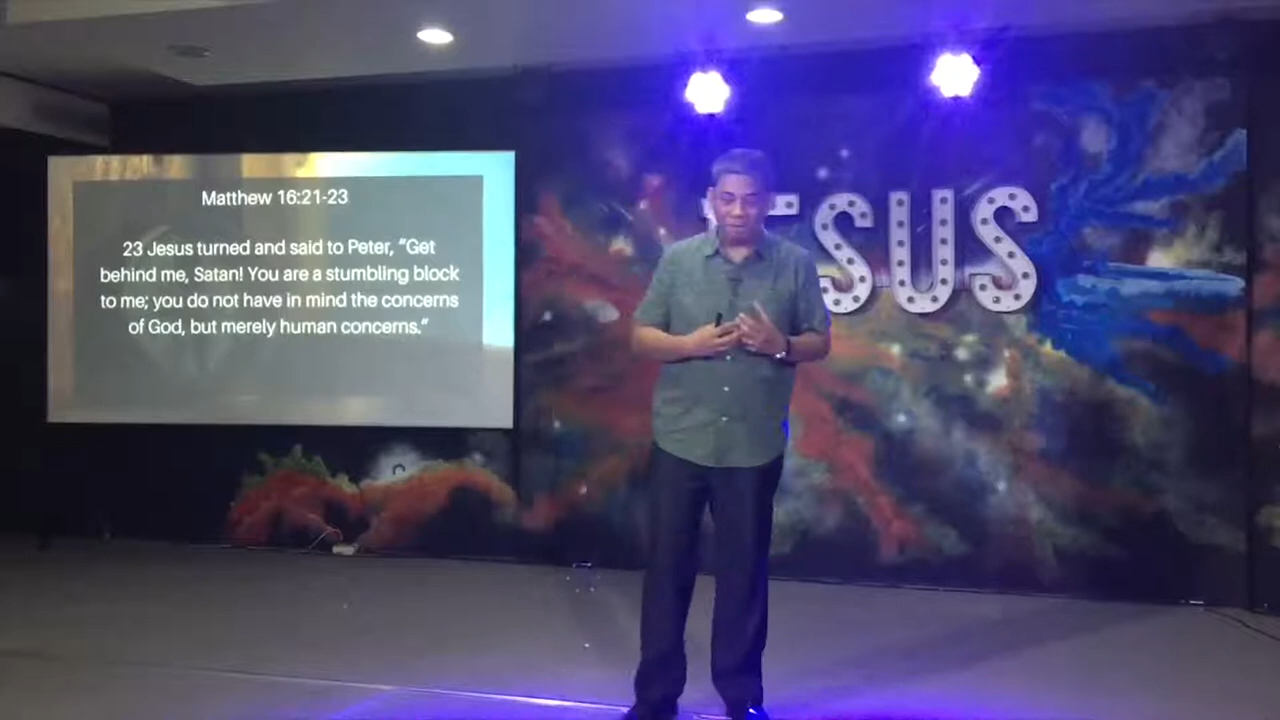 Matthew 16:21-23
23 Jesus turned and said to Peter, “Get
behind me, Satan! You are a stumbling block
to me; you do not have in mind the concerns
of God, but merely human concerns.”
JESUS